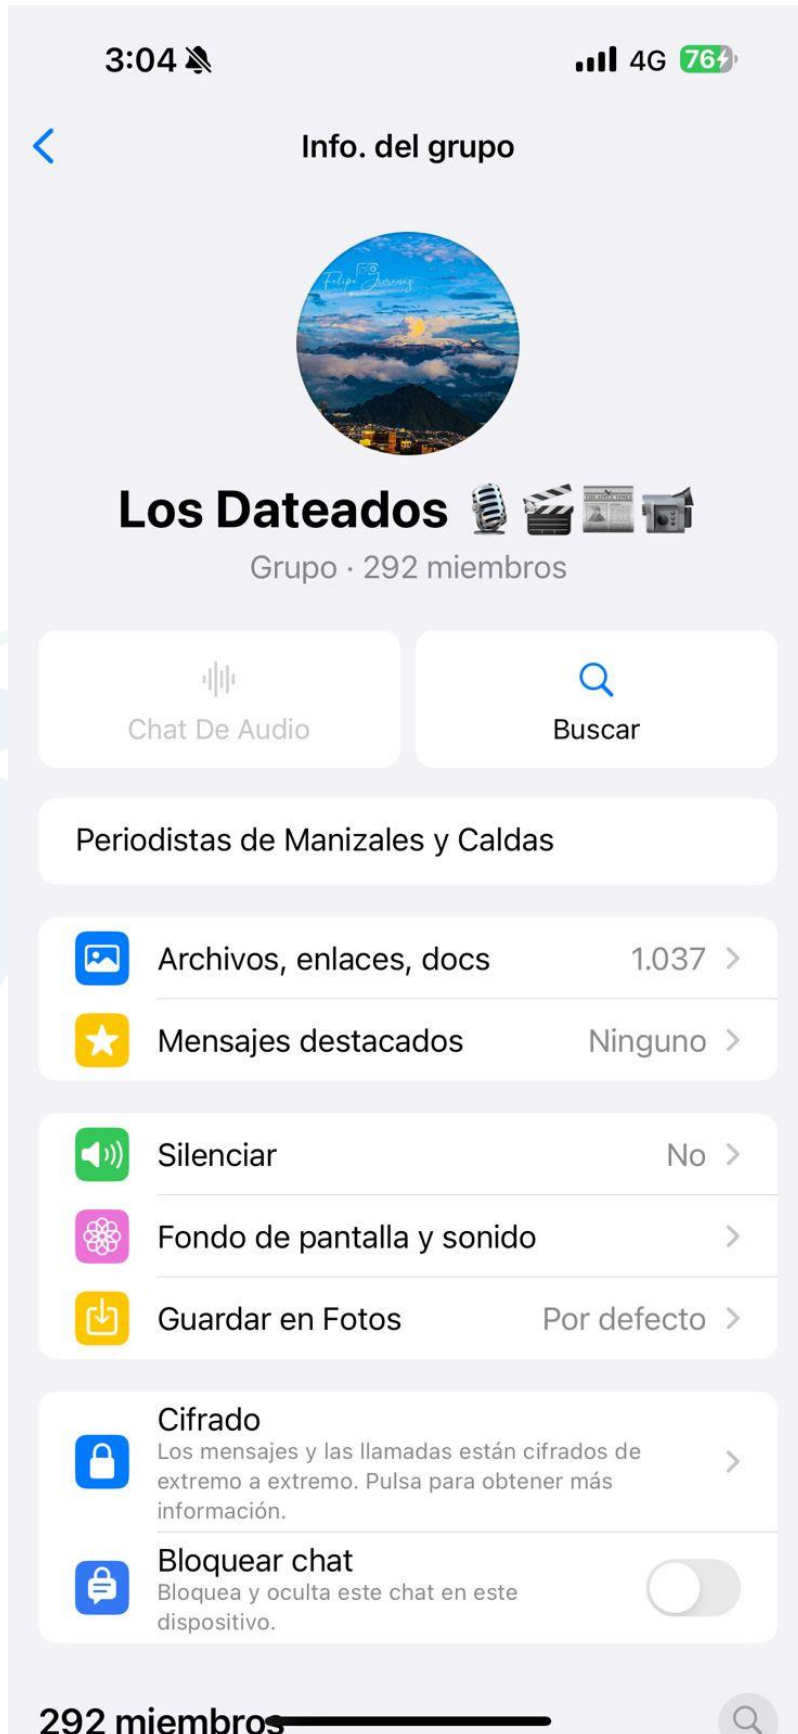 3:04
4G 76
Info. del grupo
Felipe Jimenez
Los Dateados
Grupo · 292 miembros
Chat De Audio
Buscar
Periodistas de Manizales y Caldas
Archivos, enlaces, docs 1.037
Mensajes destacados Ninguno
Silenciar No
Fondo de pantalla y sonido
Guardar en Fotos Por defecto
Cifrado
Los mensajes y las llamadas están cifrados de
extremo a extremo. Pulsa para obtener más
información.
Bloquear chat
Bloquea y oculta este chat en este
dispositivo.
292 miembros